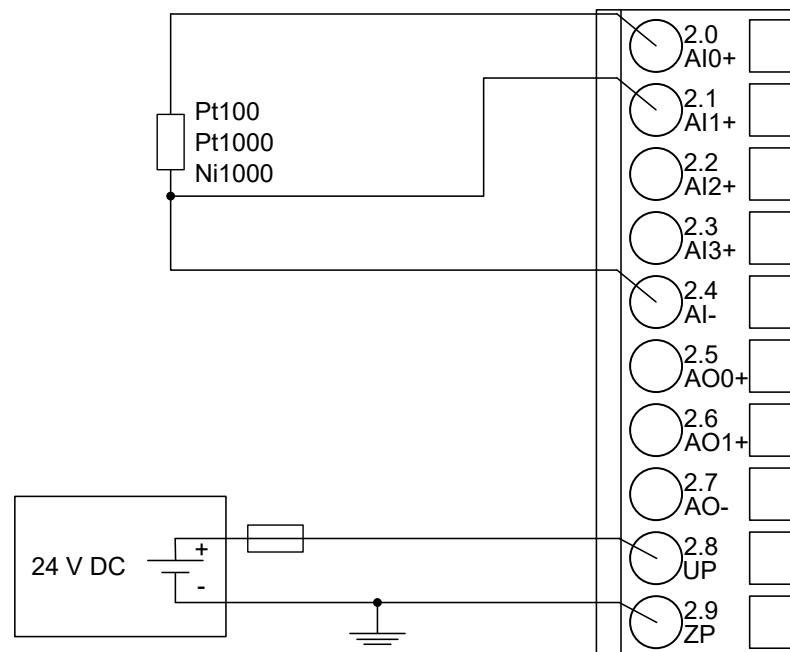 2.0
AI0+
2.1
AI1+
Pt100
Pt1000
Ni1000
2.2
AI2+
2.3
AI3+
2.4
AI-
2.5
AO0+
2.6
AO1+
2.7
AO-
24 V DC
+
-
2.8
UP
2.9
ZP